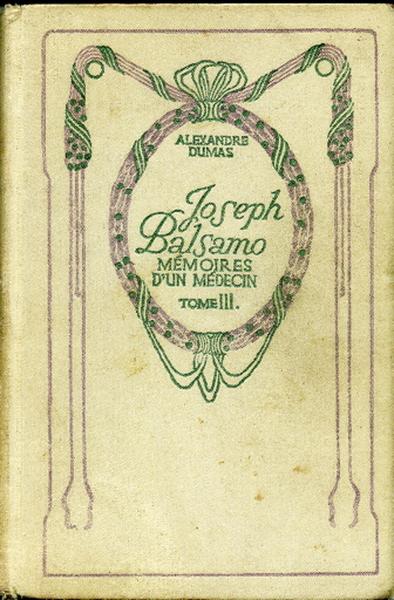 ALEXANDRE
DUMAS
Joseph
Balsamo
MÉMOIRES
D'UN MÉDECIN
TOME III.